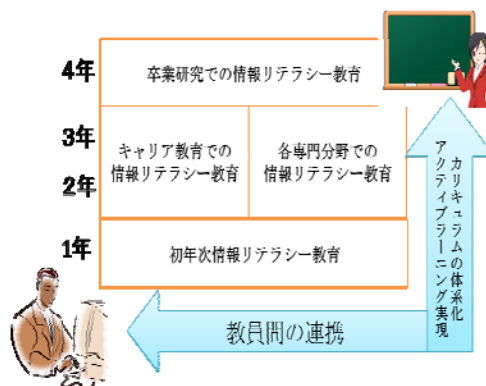 4年
卒業研究での情報リテラシー教育
3年
2年
キャリア教育での
情報リテラシー教育
各専門分野での
情報リテラシー教育
1年
初年次情報リテラシー教育
カリキュラムの体系化
アクティブラーニング実現
教員間の連携